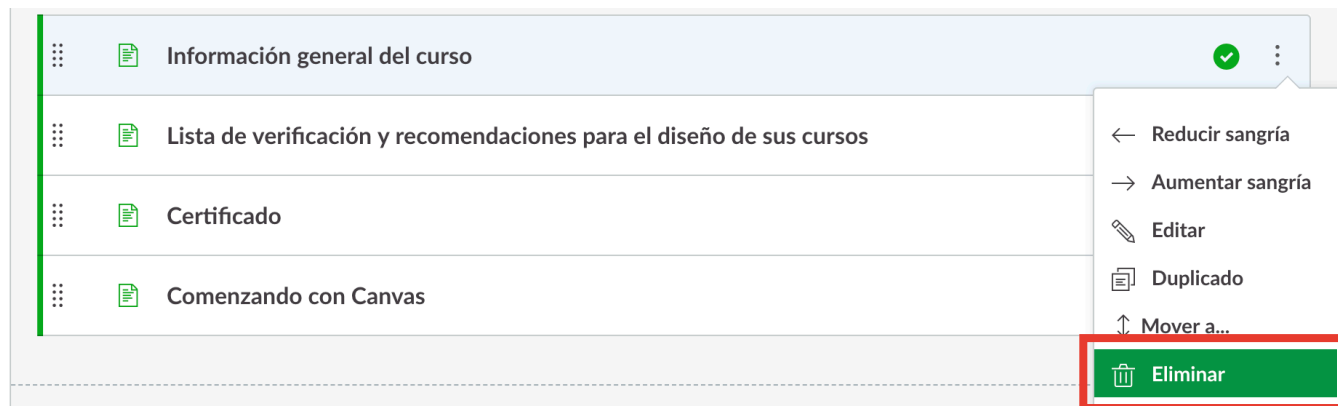 Información general del curso
Lista de verificación y recomendaciones para el diseño de sus cursos
Certificado
Comenzando con Canvas
Reducir sangría
Aumentar sangría
Editar
Duplicado
Mover a...
Eliminar